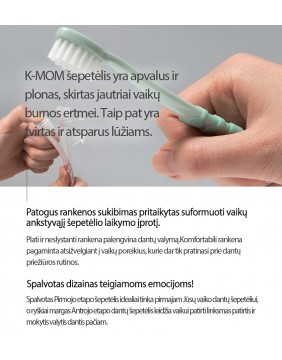 K-MOM šepetėlis yra apvalus ir
plonas, skirtas jautriai vaikų
burnos ertmei. Taip pat yra
tvirtas ir atsparus lūžiams.
Patogus rankenos sukibimas pritaikytas suformuoti vaikų
ankstyvąjį šepetėlio laikymo įprotį.
Plati ir neslystanti rankena palengvina dantų valymą.Komfortabili rankena
pagaminta atsižvelgiant į vaikų poreikius, kurie dar tik pratinasi prie dantų
priežiūros rutinos.
Spalvotas dizainas teigiamoms emocijoms!
Spalvotas Pirmojo etapo šepetėlis idealiai tinka pirmajam Jūsų vaiko dantų šepetėliui,
o ryškiai margas Antrojo etapo dantų šepetėlis leidžia vaikui patirti linksmas patirtis ir
mokytis valytis dantis pačiam.